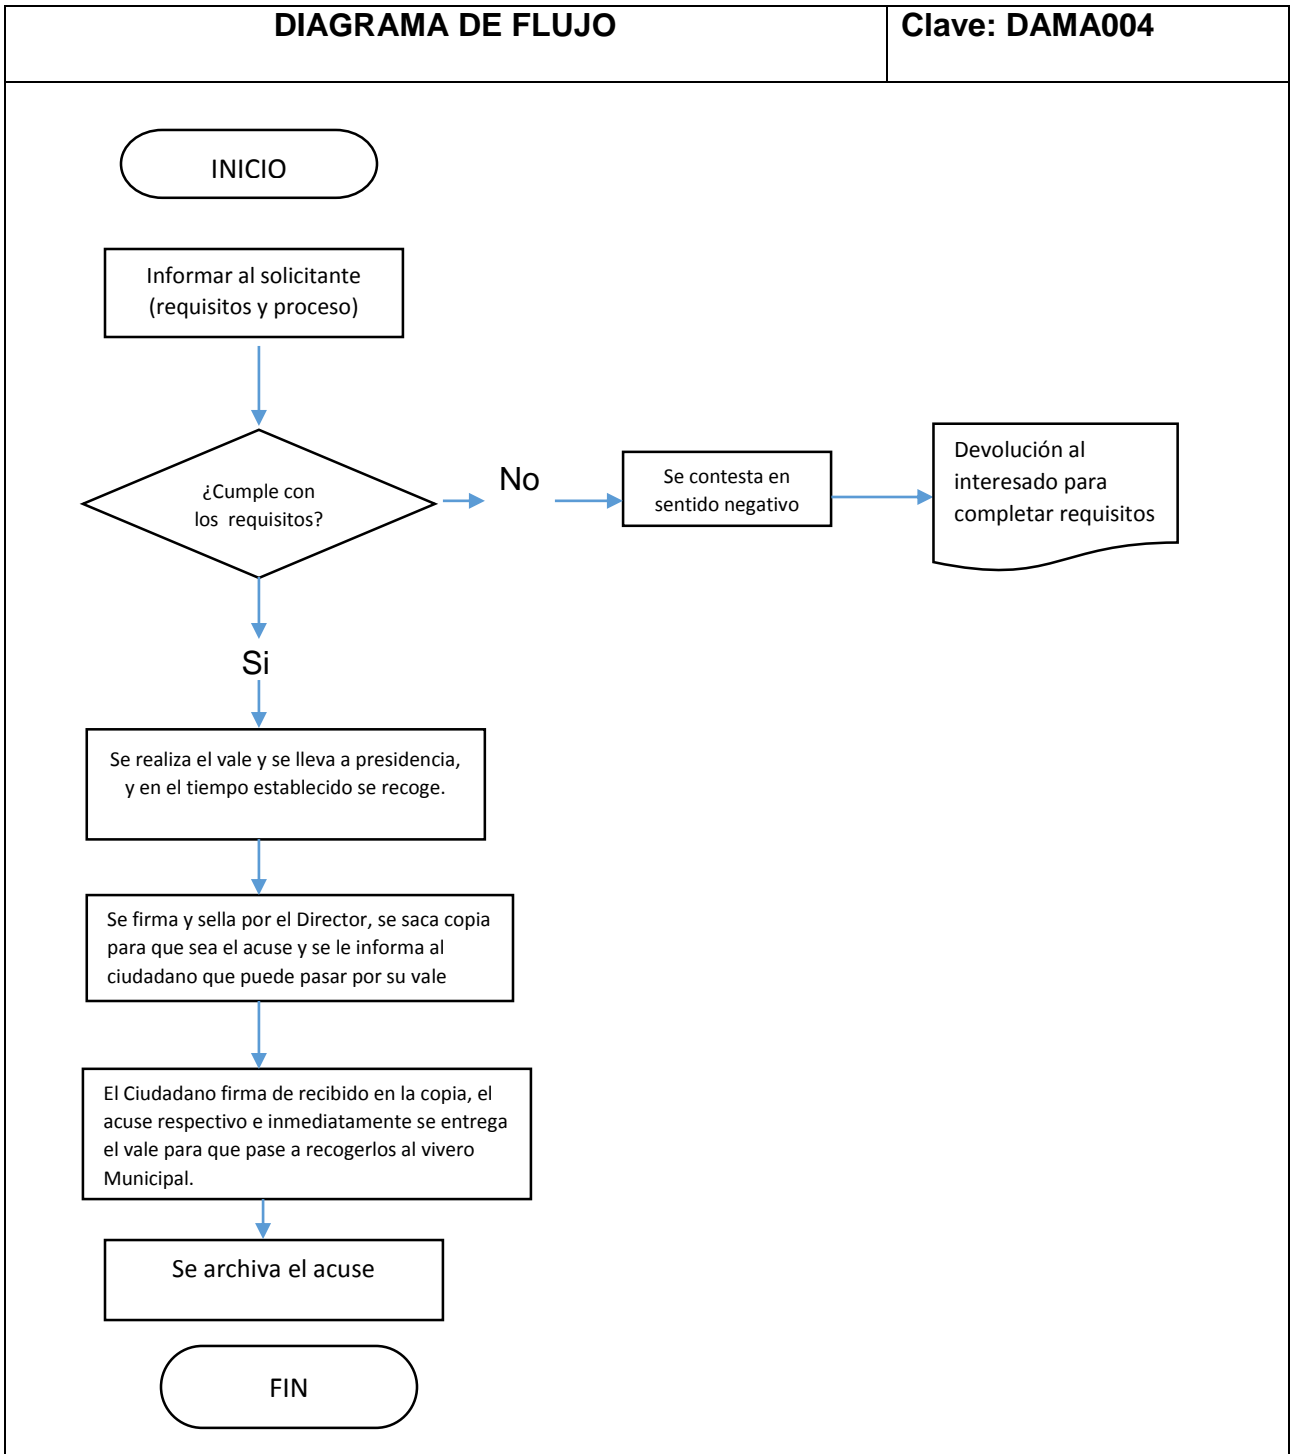 DIAGRAMA DE FLUJO
Clave: DAMA004
INICIO
Informar al solicitante
(requisitos y proceso)
¿Cumple con
los requisitos?
No
Se contesta en
sentido negativo
Devolución al
interesado para
completar requisitos
Si
Se realiza el vale y se lleva a presidencia,
y en el tiempo establecido se recoge.
Se firma y sella por el Director, se saca copia
para que sea el acuse y se le informa al
ciudadano que puede pasar por su vale
El Ciudadano firma de recibido en la copia, el
acuse respectivo e inmediatamente se entrega
el vale para que pase a recogerlos al vivero
Municipal.
Se archiva el acuse
FIN